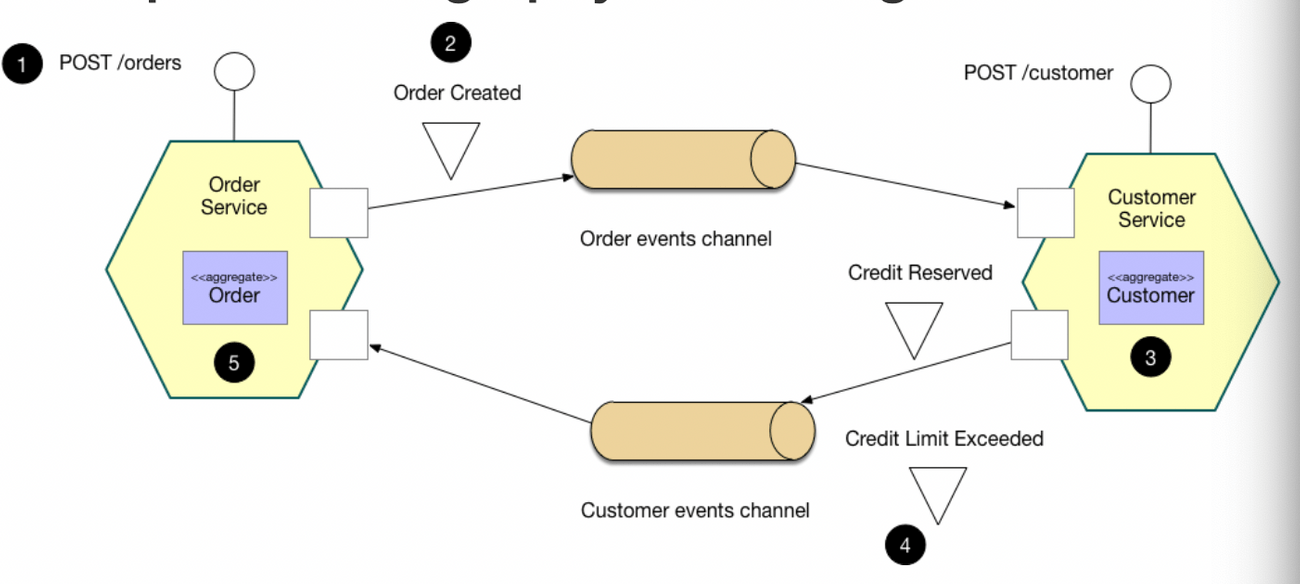 1
POST /orders
2
Order Created
POST /customer
Order
Service
<<aggregate>>
Order
5
Order events channel
Customer
Service
<<aggregate>>
Customer
3
Credit Reserved
Credit Limit Exceeded
Customer events channel
4